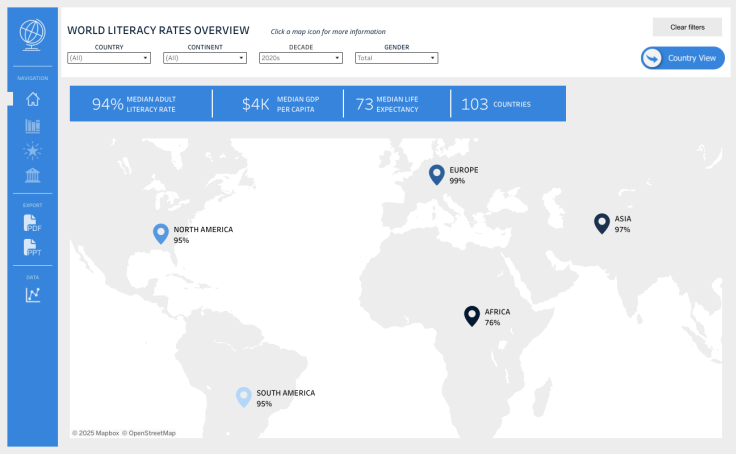 WORLD LITERACY RATES OVERVIEW
Click a map icon for more information
Clear filters
COUNTRY
CONTINENT
DECADE
GENDER
(All)
(All)
2020s
Total
Country View
NAVIGATION
EXPORT
PDF
PPT
DATA
94% MEDIAN ADULT
LITERACY RATE
$4K MEDIAN GDP
PER CAPITA
73 MEDIAN LIFE
EXPECTANCY
103 COUNTRIES
EUROPE
99%
ASIA
97%
NORTH AMERICA
95%
AFRICA
76%
SOUTH AMERICA
95%
© 2025 Mapbox © OpenStreetMap